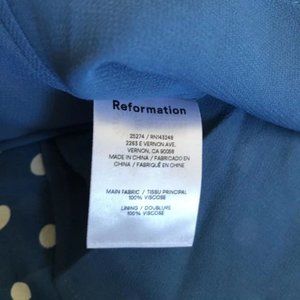 Reformation
25274 / RN143248
2263 E VERNON AVE.
VERNON, CA 90058
MADE IN CHINA / FABRICADO EN
CHINA / FABRIQUÉ EN CHINE
MAIN FABRIC / TISSU PRINCIPAL
100% VISCOSE
LINING / DOUBLURE
100% VISCOSE